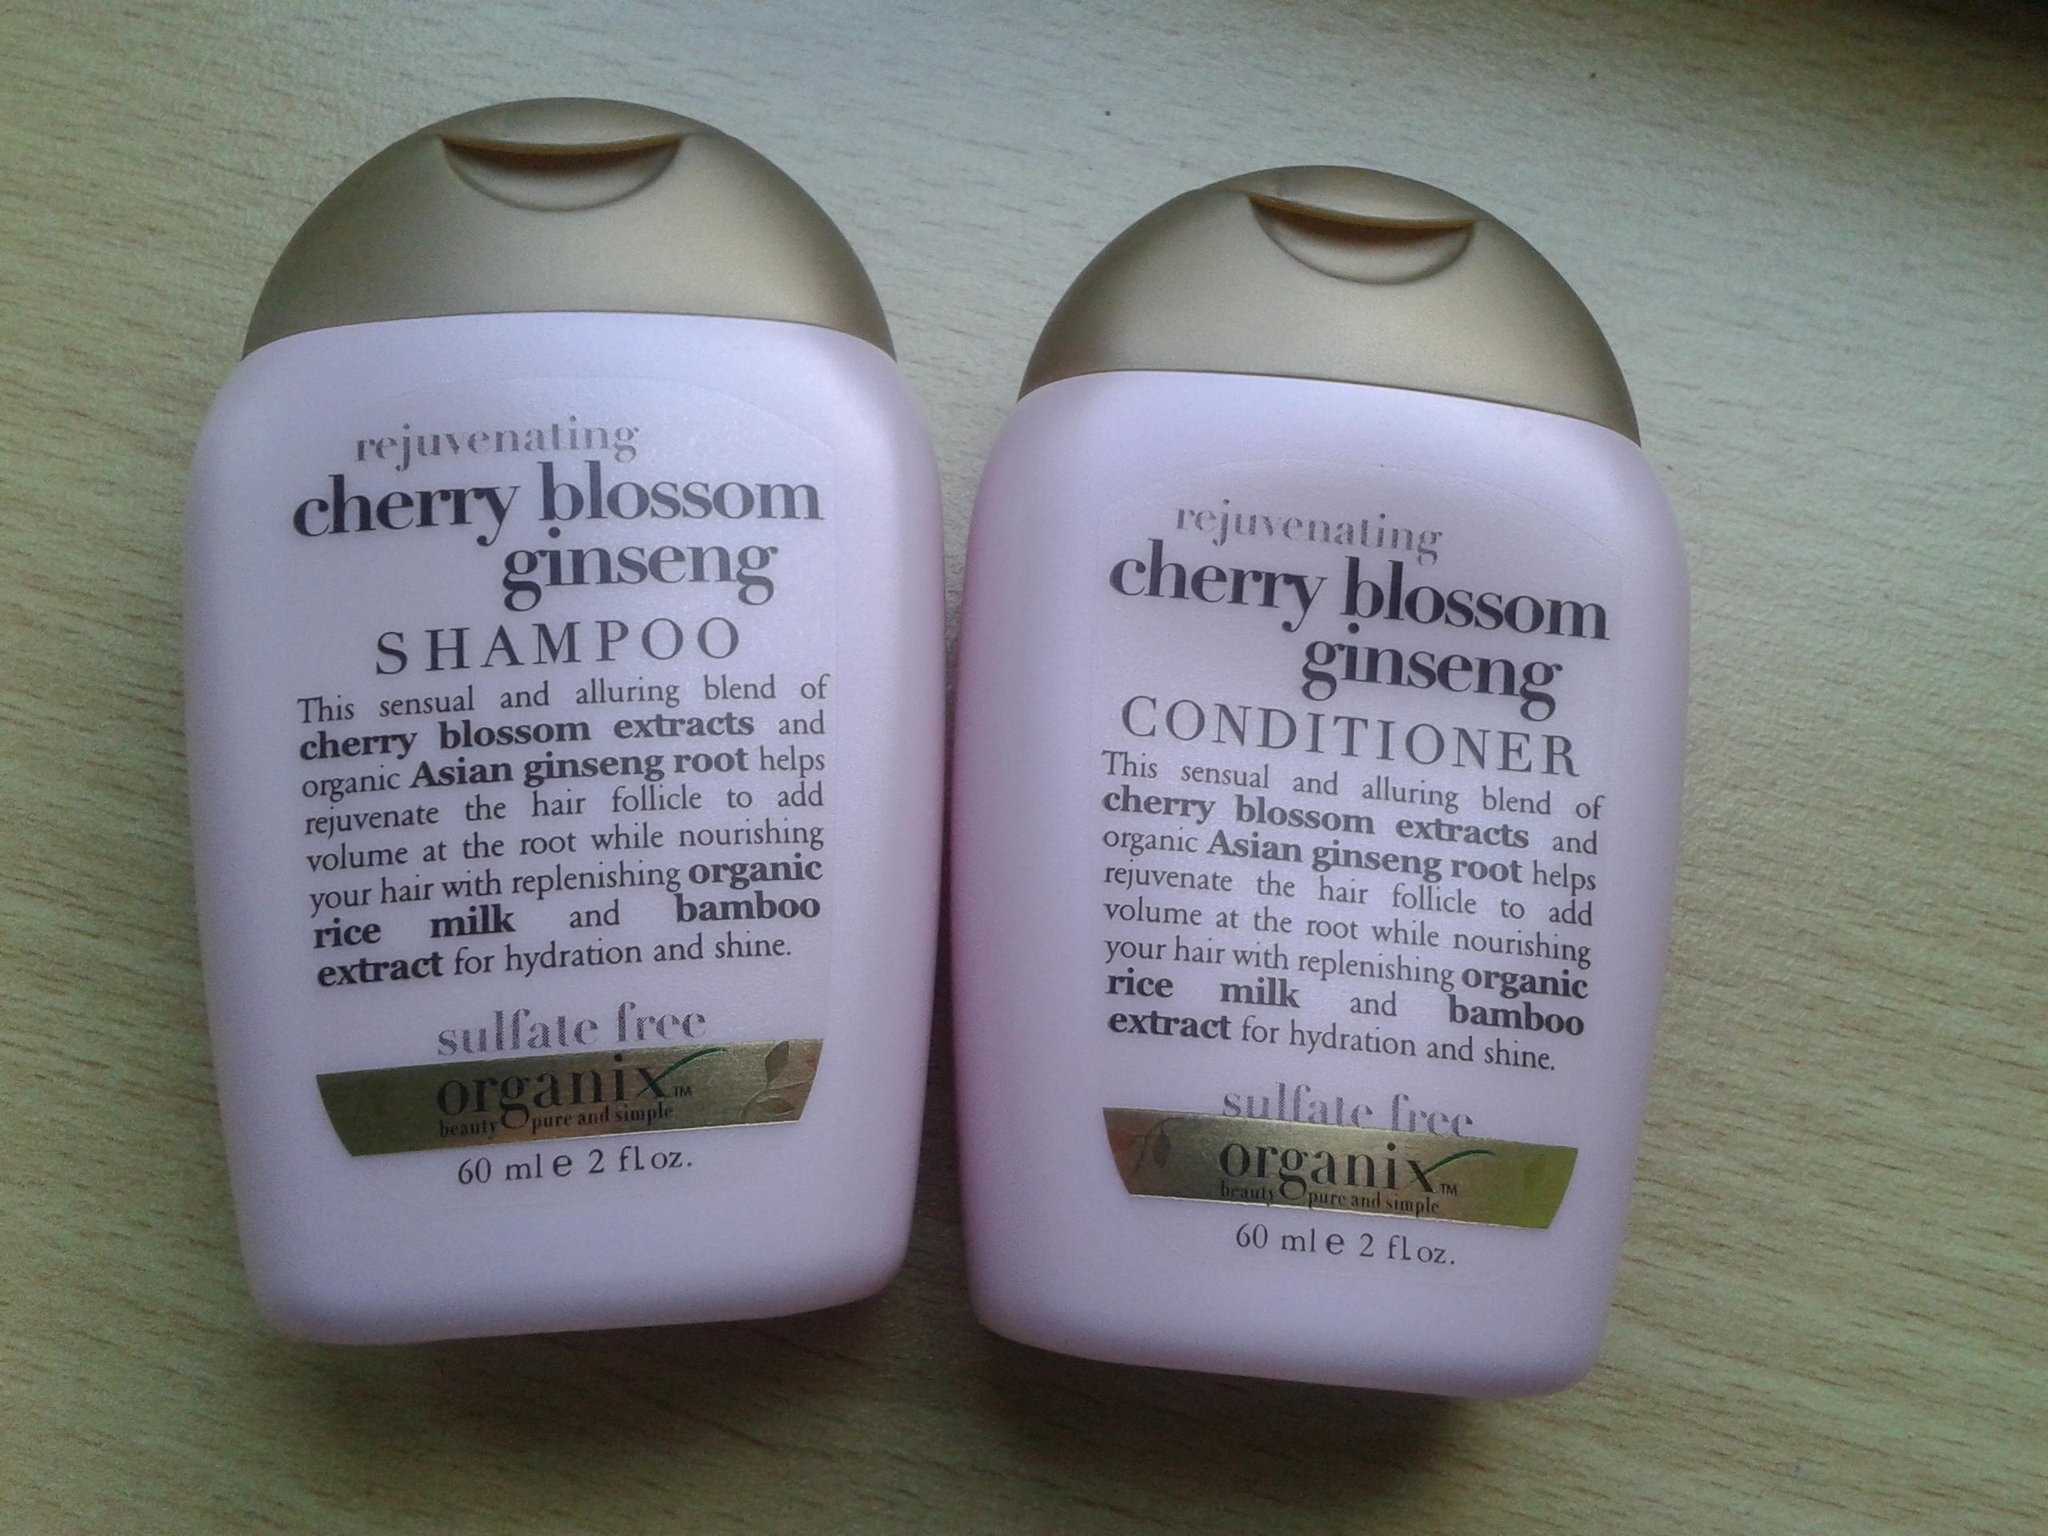 rejuvenating
cherry blossom
ginseng
SHAMPOO
This sensual and alluring blend of
cherry blossom extracts and
organic Asian ginseng root helps
rejuvenate the hair follicle to add
volume at the root while nourishing
your hair with replenishing organic
rice milk and bamboo
extract for hydration and shine.
sulfate free
organix™
beauty pure and simple
60 ml e 2 fl.oz.
rejuvenating
cherry blossom
ginseng
CONDITIONER
This sensual and alluring blend of
cherry blossom extracts and
organic Asian ginseng root helps
rejuvenate the hair follicle to add
volume at the root while nourishing
your hair with replenishing organic
rice milk and bamboo
extract for hydration and shine.
sulfate free
organix™
beauty pure and simple
60 ml e 2 fl.oz.